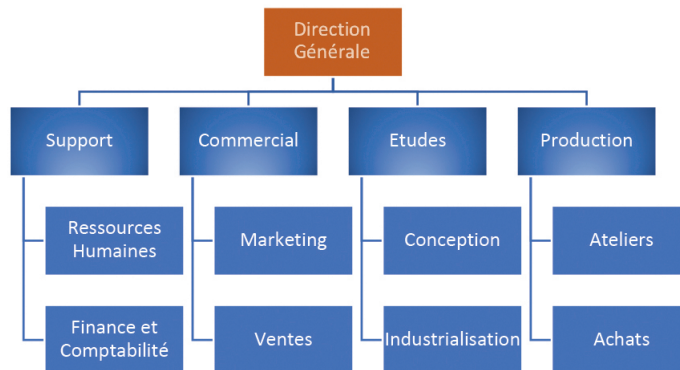 Direction
Générale
Support
Commercial
Etudes
Production
Ressources
Humaines
Marketing
Conception
Ateliers
Finance et
Comptabilité
Ventes
Industrialisation
Achats